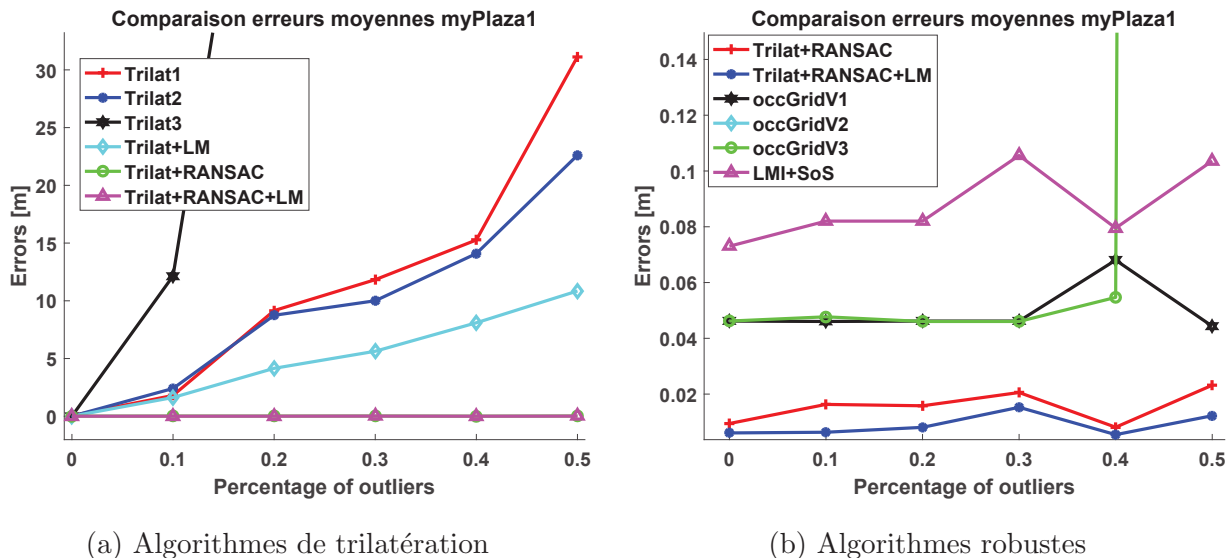 Comparaison erreurs moyennes myPlaza1
30
25
20
15
10
5
0
Errors [m]
Trilat1
Trilat2
Trilat3
Trilat+LM
Trilat+RANSAC
Trilat+RANSAC+LM
0 0.1 0.2 0.3 0.4 0.5
Percentage of outliers
(a) Algorithmes de trilatération
Comparaison erreurs moyennes myPlaza1
0.14
0.12
0.1
0.08
0.06
0.04
0.02
Errors [m]
Trilat+RANSAC
Trilat+RANSAC+LM
occGridV1
occGridV2
occGridV3
LMI+SoS
0 0.1 0.2 0.3 0.4 0.5
Percentage of outliers
(b) Algorithmes robustes